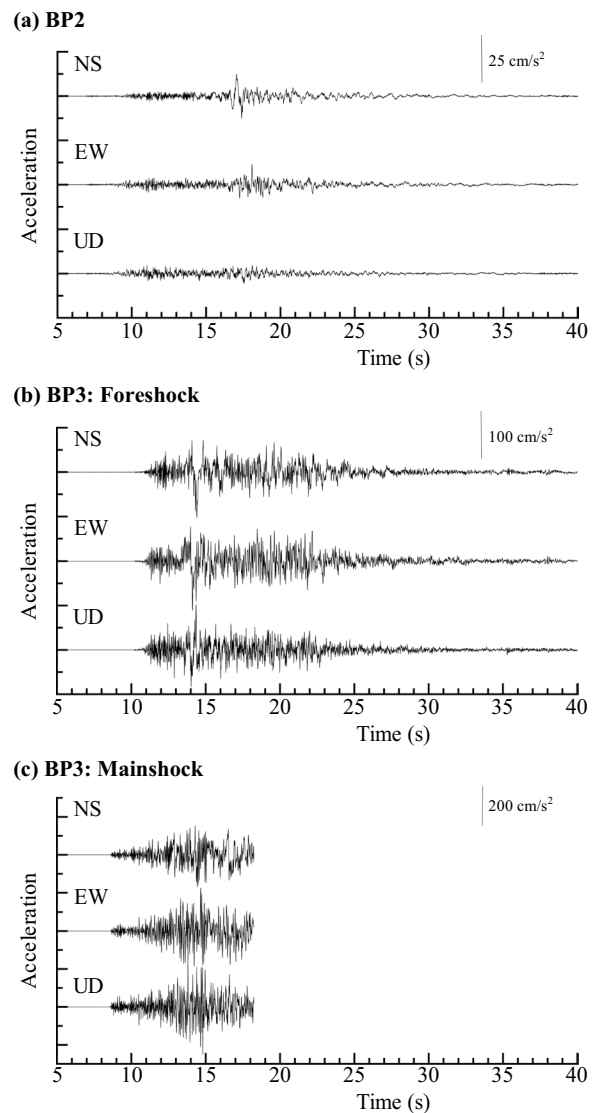 (a) BP2
NS
25 cm/s²
EW
UD
Acceleration
5 10 15 20 25 30 35 40
Time (s)
(b) BP3: Foreshock
NS
100 cm/s²
EW
UD
Acceleration
5 10 15 20 25 30 35 40
Time (s)
(c) BP3: Mainshock
NS
200 cm/s²
EW
UD
Acceleration
5 10 15 20 25 30 35 40
Time (s)